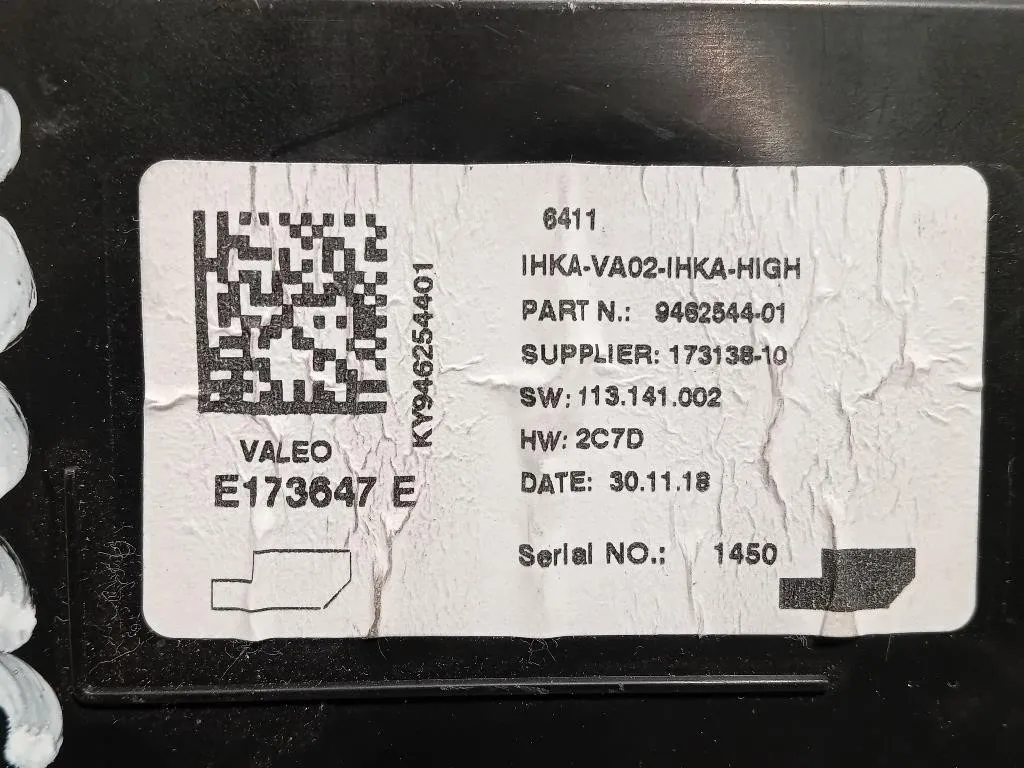 KY946254401
VALEO
E173647 E
6411
IHKA-VA02-IHKA-HIGH
PART N.: 9462544-01
SUPPLIER: 173138-10
SW: 113.141.002
HW: 2C7D
DATE: 30.11.18
Serial NO.: 1450